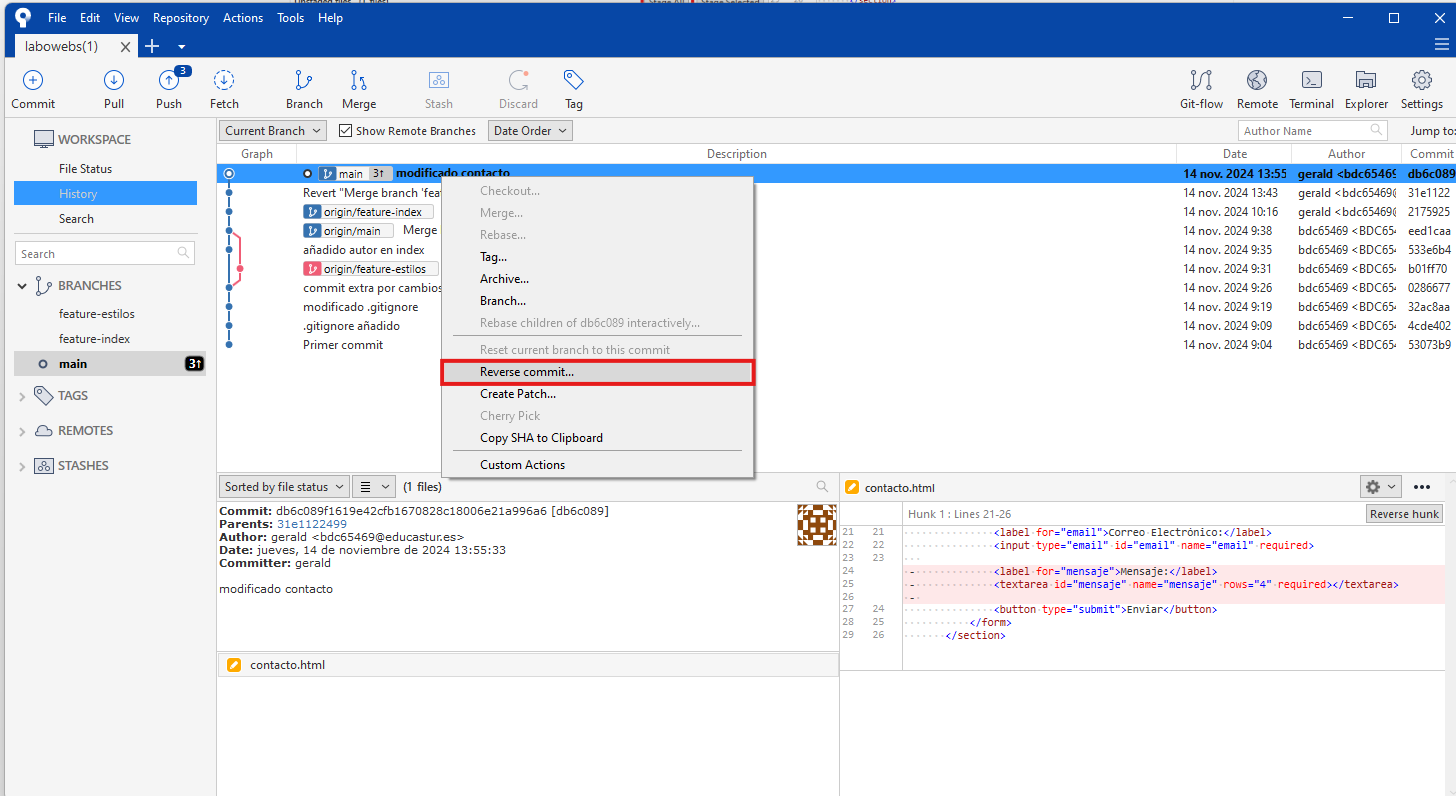 File Edit View Repository Actions Tools Help
labowebs(1)
3
Commit Pull Push Fetch Branch Merge Stash Discard Tag Git-flow Remote Terminal Explorer Settings
WORKSPACE
File Status
History
Search
Search
BRANCHES
feature-estilos
feature-index
main 3↑
TAGS
REMOTES
STASHES
Current Branch Show Remote Branches Date Order Author Name Jump to:
Graph Description Date Author Commit
main 3↑ modificado contacto 14 nov. 2024 13:55 gerald <bdc65469 db6c089
Revert "Merge branch 'fea 14 nov. 2024 13:43 gerald <bdc65469 31e1122
origin/feature-index 14 nov. 2024 10:16 gerald <bdc65469 2175925
origin/main Merge 14 nov. 2024 9:38 bdc65469 <BDC654 eed1caa
añadido autor en index 14 nov. 2024 9:35 bdc65469 <BDC654 533e6b4
origin/feature-estilos 14 nov. 2024 9:31 bdc65469 <BDC654 b01ff70
commit extra por cambios 14 nov. 2024 9:26 bdc65469 <BDC654 0286677
modificado .gitignore 14 nov. 2024 9:19 bdc65469 <BDC654 32ac8aa
.gitignore añadido 14 nov. 2024 9:09 bdc65469 <BDC654 4cde402
Primer commit 14 nov. 2024 9:04 bdc65469 <BDC654 53073b9
Checkout...
Merge...
Rebase...
Tag...
Archive...
Branch...
Rebase children of db6c089 interactively...
Reset current branch to this commit
Reverse commit...
Create Patch...
Cherry Pick
Copy SHA to Clipboard
Custom Actions
Sorted by file status (1 files)
Commit: db6c089f1619e42cfb1670828c18006e21a996a6 [db6c089]
Parents: 31e1122499
Author: gerald <bdc65469@educastur.es>
Date: jueves, 14 de noviembre de 2024 13:55:33
Committer: gerald
modificado contacto
contacto.html
contacto.html
Hunk 1 : Lines 21-26 Reverse hunk
21 21 <label for="email">Correo Electrónico:</label>
22 22 <input type="email" id="email" name="email" required>
23 23
24 - <label for="mensaje">Mensaje:</label>
25 - <textarea id="mensaje" name="mensaje" rows="4" required></textarea>
26 -
27 24 <button type="submit">Enviar</button>
28 25 </form>
29 26 </section>